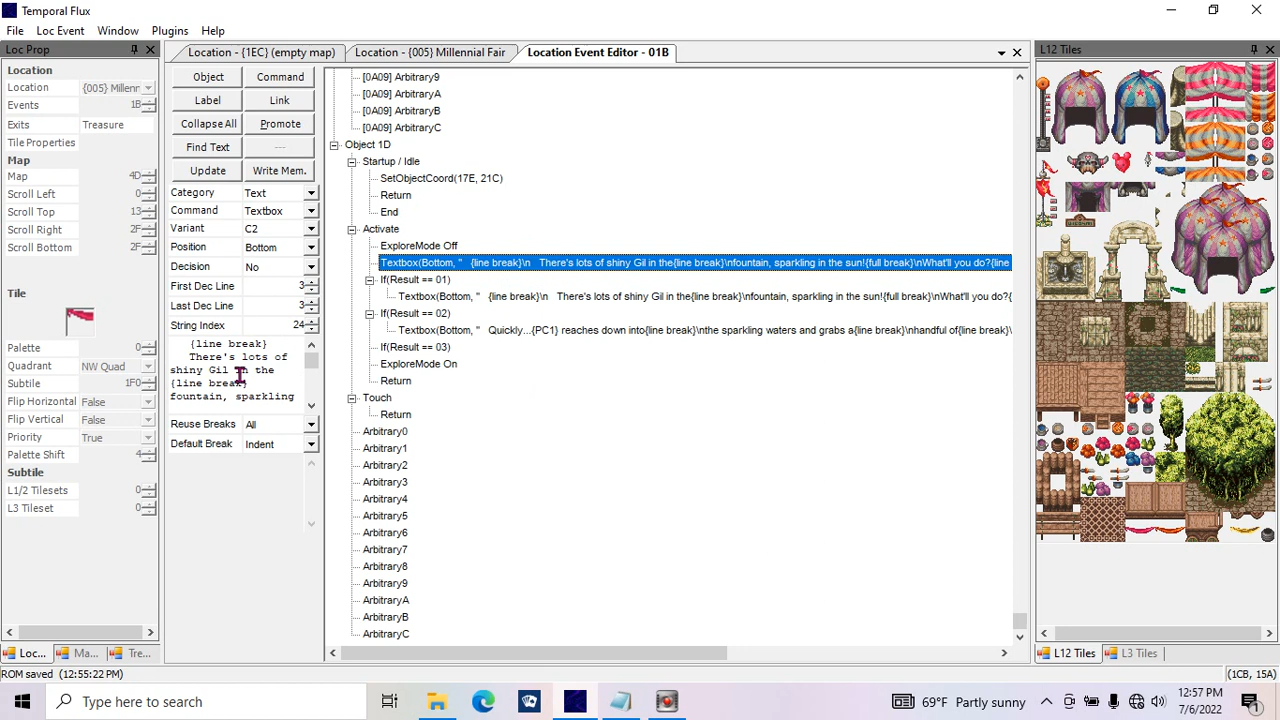 Temporal Flux
File Loc Event Window Plugins Help
Loc Prop
Location
Location {005} Millenn
Events 1B
Exits Treasure
Tile Properties
Map
Map 4D
Scroll Left 0
Scroll Top 13
Scroll Right 2F
Scroll Bottom 2F
Tile
Palette 0
Quadrant NW Quad
Subtile 1F0
Flip Horizontal False
Flip Vertical False
Priority True
Palette Shift 4
Subtile
L1/2 Tilesets 0
L3 Tileset 0
Loc... Ma... Tre...
Location - {1EC} (empty map) Location - {005} Millennial Fair Location Event Editor - 01B
Object Command
Label Link
Collapse All Promote
Find Text ---
Update Write Mem.
Category Text
Command Textbox
Variant C2
Position Bottom
Decision No
First Dec Line 3
Last Dec Line 3
String Index 24
{line break}
There's lots of
shiny Gil in the
{line break}
fountain, sparkling
Reuse Breaks All
Default Break Indent
[0A09] Arbitrary9
[0A09] ArbitraryA
[0A09] ArbitraryB
[0A09] ArbitraryC
Object 1D
Startup / Idle
SetObjectCoord(17E, 21C)
Return
End
Activate
ExploreMode Off
Textbox(Bottom, " {line break}\n There's lots of shiny Gil in the{line break}\nfountain, sparkling in the sun!{full break}\nWhat'll you do?{line
If(Result == 01)
Textbox(Bottom, " {line break}\n There's lots of shiny Gil in the{line break}\nfountain, sparkling in the sun!{full break}\nWhat'll you do?{
If(Result == 02)
Textbox(Bottom, " Quickly...{PC1} reaches down into{line break}\nthe sparkling waters and grabs a{line break}\nhandful of{line break}\n
If(Result == 03)
ExploreMode On
Return
Touch
Return
Arbitrary0
Arbitrary1
Arbitrary2
Arbitrary3
Arbitrary4
Arbitrary5
Arbitrary6
Arbitrary7
Arbitrary8
Arbitrary9
ArbitraryA
ArbitraryB
ArbitraryC
L12 Tiles
L12 Tiles L3 Tiles
ROM saved (12:55:22 PM)
(1CB, 15A)
Type here to search
69°F Partly sunny
12:57 PM
7/6/2022
1